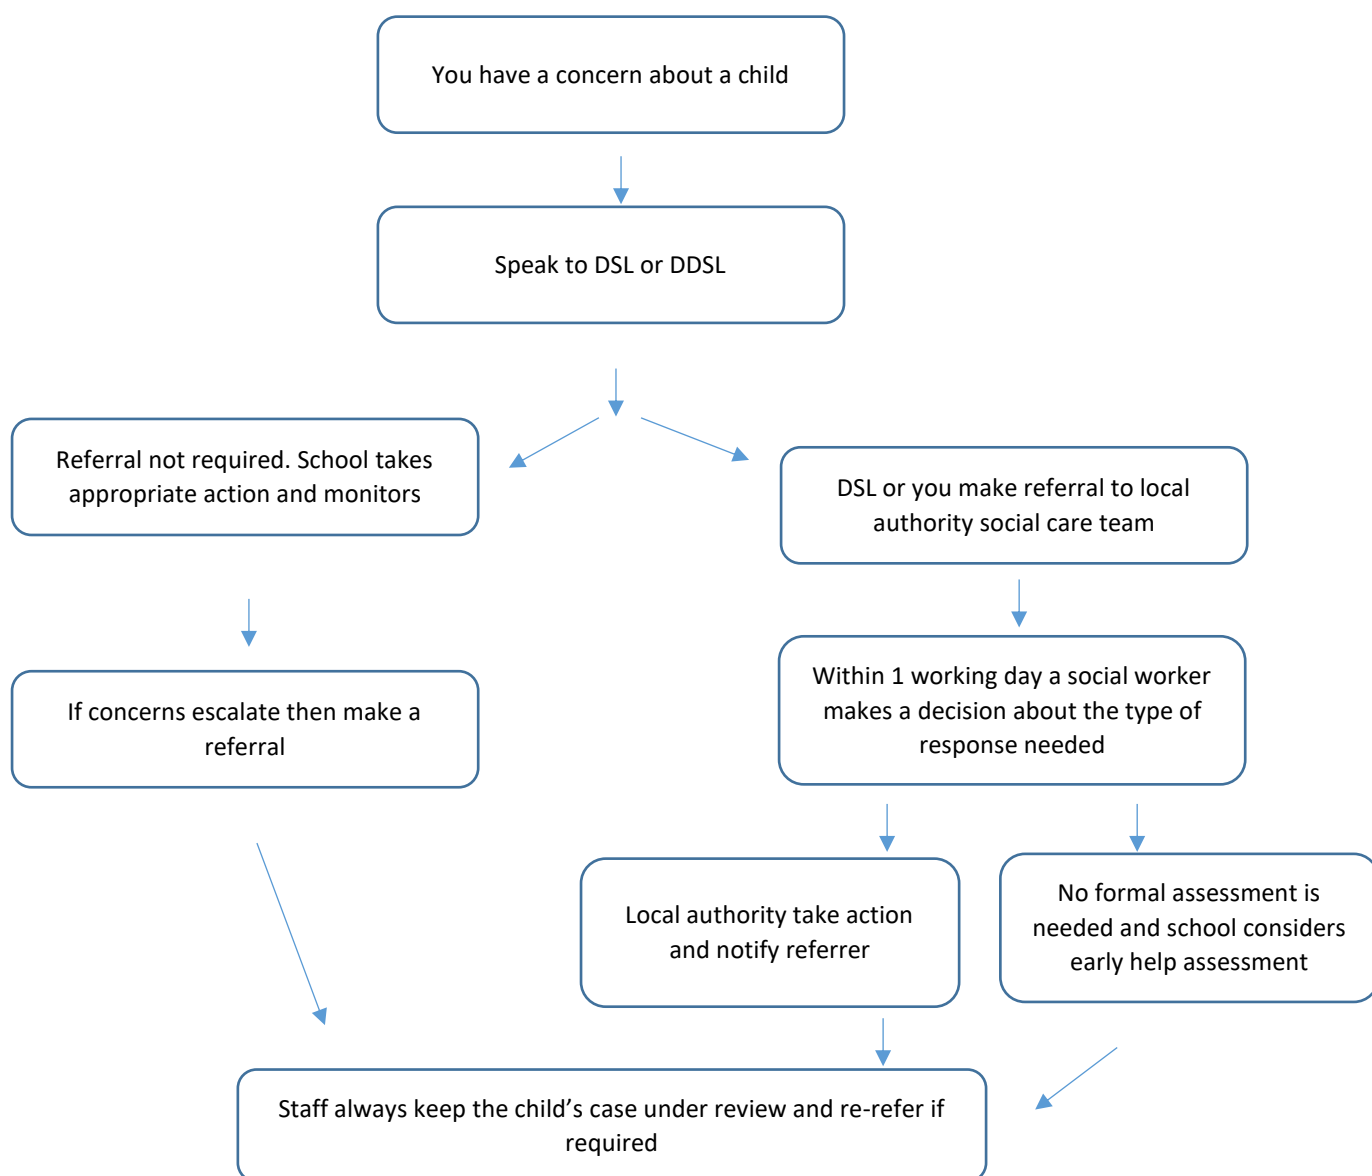 You have a concern about a child
Speak to DSL or DDSL
Referral not required. School takes
appropriate action and monitors
DSL or you make referral to local
authority social care team
If concerns escalate then make a
referral
Within 1 working day a social worker
makes a decision about the type of
response needed
Local authority take action
and notify referrer
No formal assessment is
needed and school considers
early help assessment
Staff always keep the child’s case under review and re-refer if
required